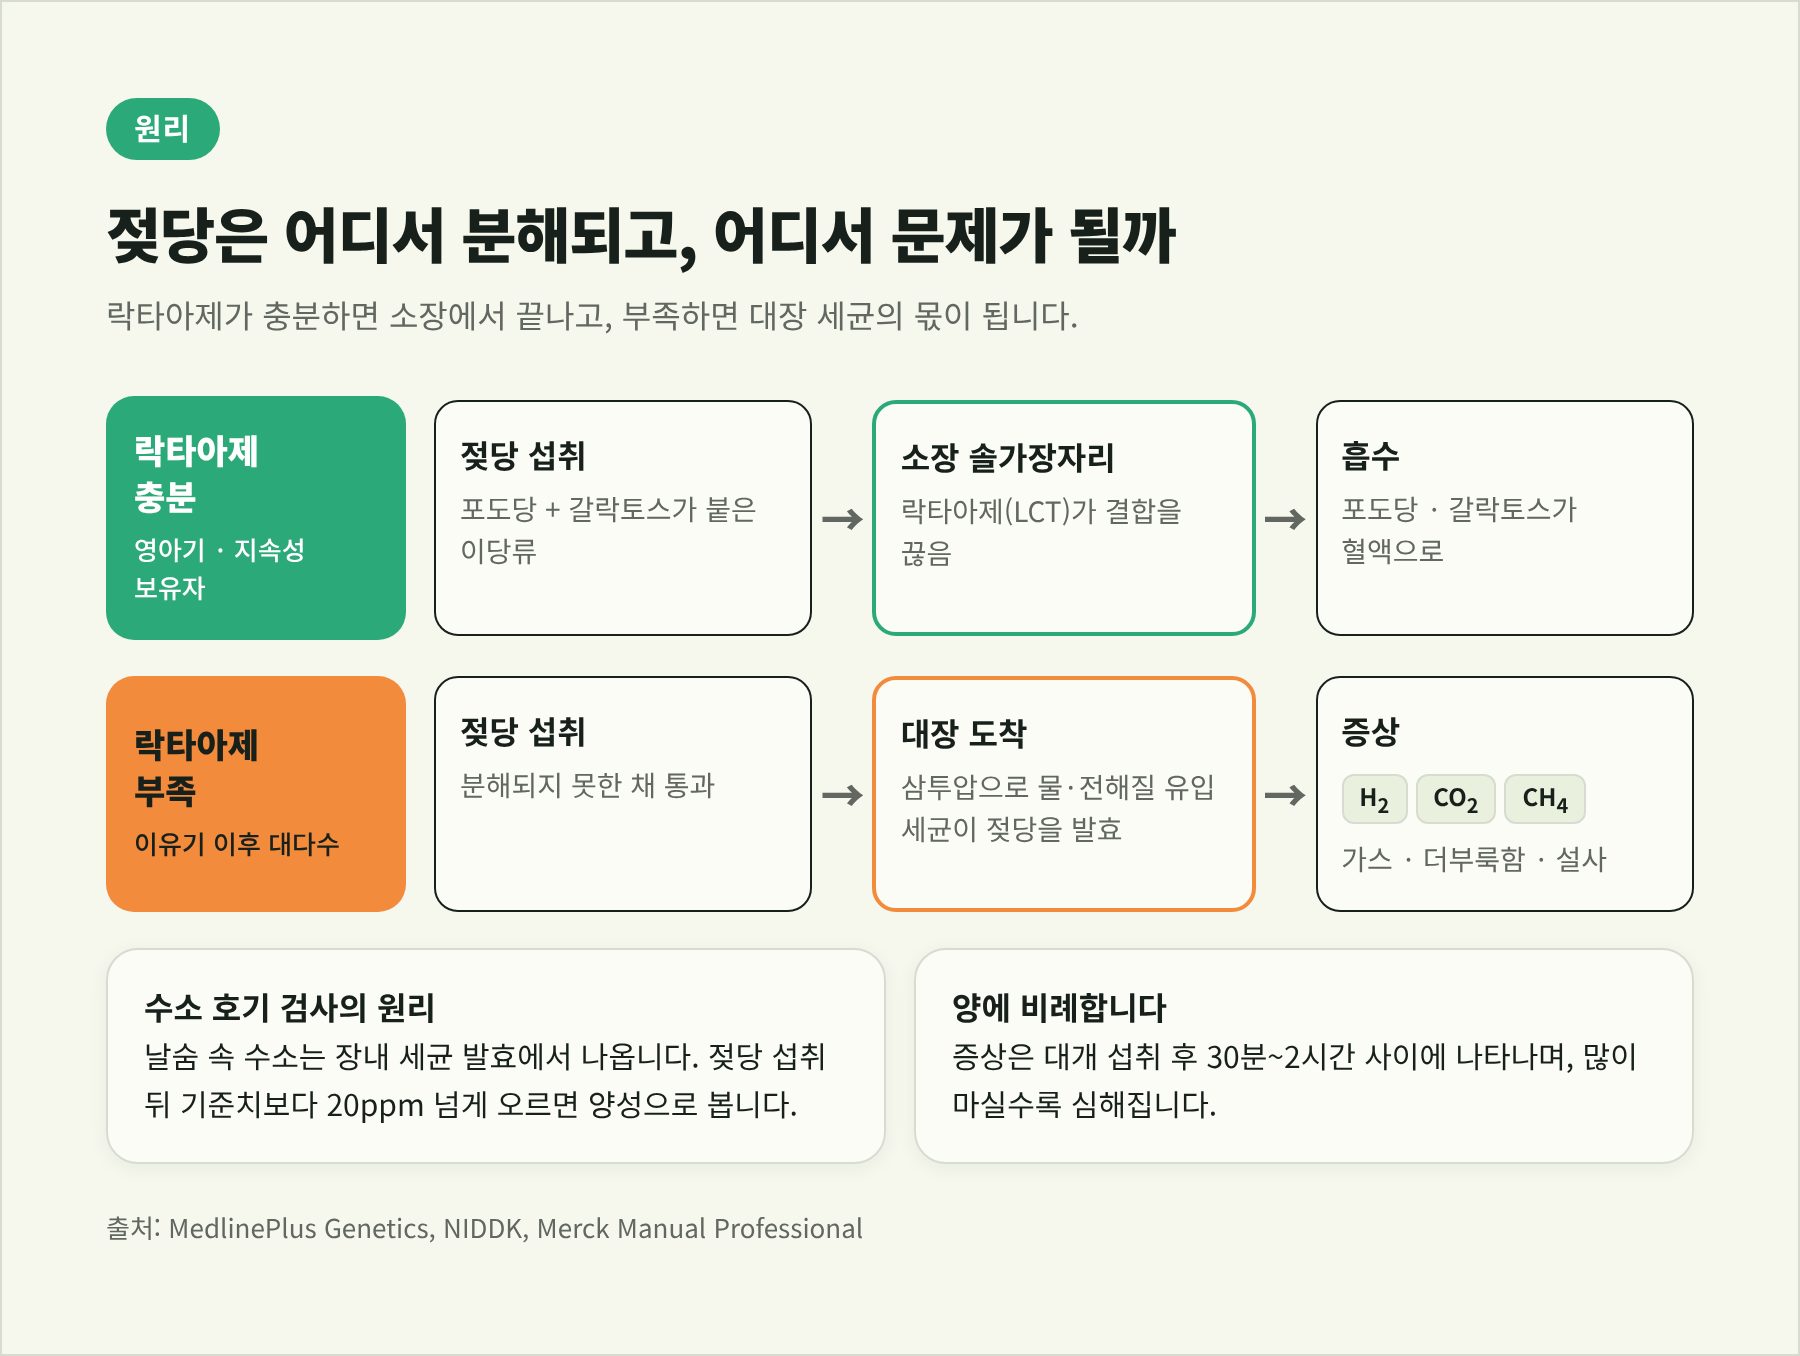 원리
젖당은 어디서 분해되고, 어디서 문제가 될까
락타아제가 충분하면 소장에서 끝나고, 부족하면 대장 세균의 몫이 됩니다.
락타아제
충분
영아기 · 지속성
보유자
젖당 섭취
포도당 + 갈락토스가 붙은
이당류
→
소장 솔가장자리
락타아제(LCT)가 결합을
끊음
→
흡수
포도당 · 갈락토스가
혈액으로
락타아제
부족
이유기 이후 대다수
젖당 섭취
분해되지 못한 채 통과
→
대장 도착
삼투압으로 물·전해질 유입
세균이 젖당을 발효
→
증상
H₂ CO₂ CH₄
가스 · 더부룩함 · 설사
수소 호기 검사의 원리
날숨 속 수소는 장내 세균 발효에서 나옵니다. 젖당 섭취
뒤 기준치보다 20ppm 넘게 오르면 양성으로 봅니다.
양에 비례합니다
증상은 대개 섭취 후 30분~2시간 사이에 나타나며, 많이
마실수록 심해집니다.
출처: MedlinePlus Genetics, NIDDK, Merck Manual Professional